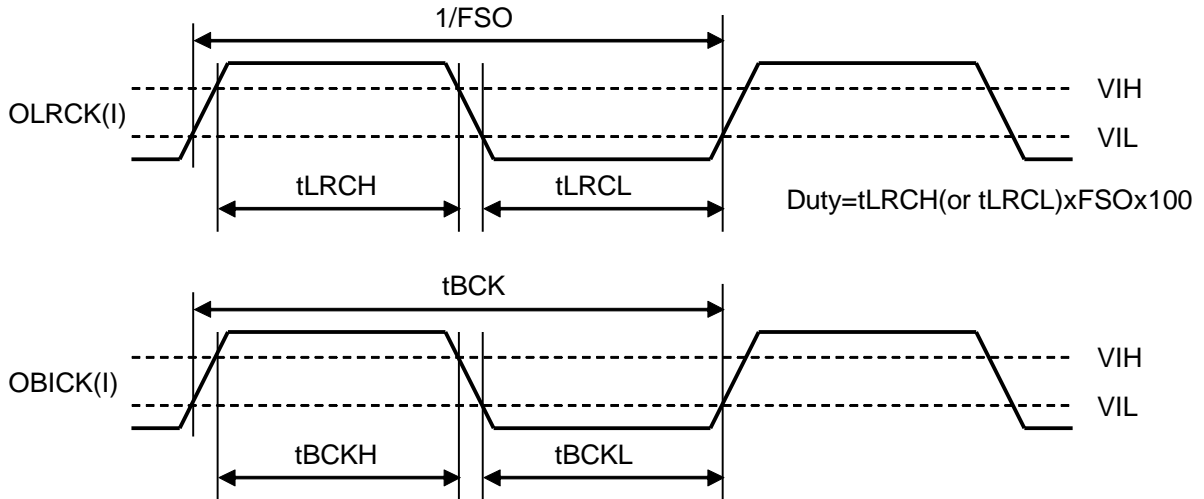 1/FSO
OLRCK(I)
VIH
VIL
tLRCH
tLRCL
Duty=tLRCH(or tLRCL)xFSOx100
tBCK
OBICK(I)
VIH
VIL
tBCKH
tBCKL